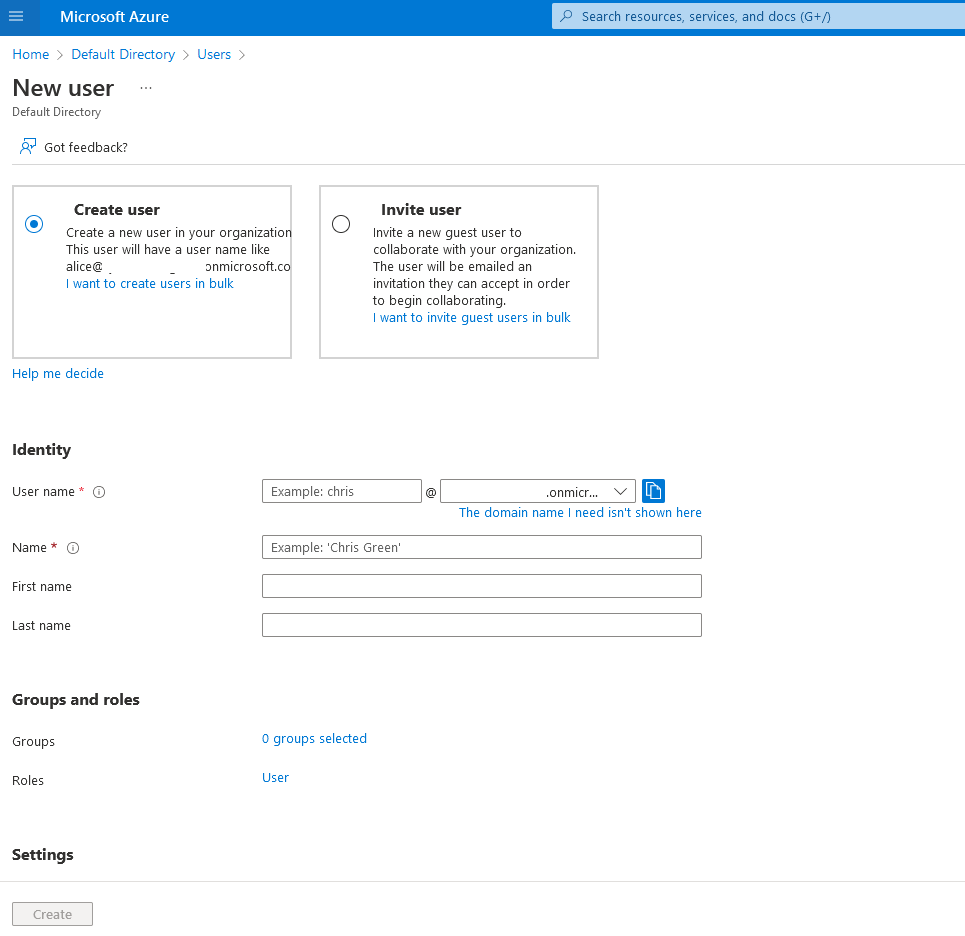 Microsoft Azure
Search resources, services, and docs (G+/)
Home > Default Directory > Users >
New user ...
Default Directory
Got feedback?
Create user
Create a new user in your organization
This user will have a user name like
alice@ onmicrosoft.co
I want to create users in bulk
Invite user
Invite a new guest user to
collaborate with your organization.
The user will be emailed an
invitation they can accept in order
to begin collaborating.
I want to invite guest users in bulk
Help me decide
Identity
User name *
Example: chris @ .onmicr...
The domain name I need isn't shown here
Name *
Example: 'Chris Green'
First name
Last name
Groups and roles
Groups
0 groups selected
Roles
User
Settings
Create